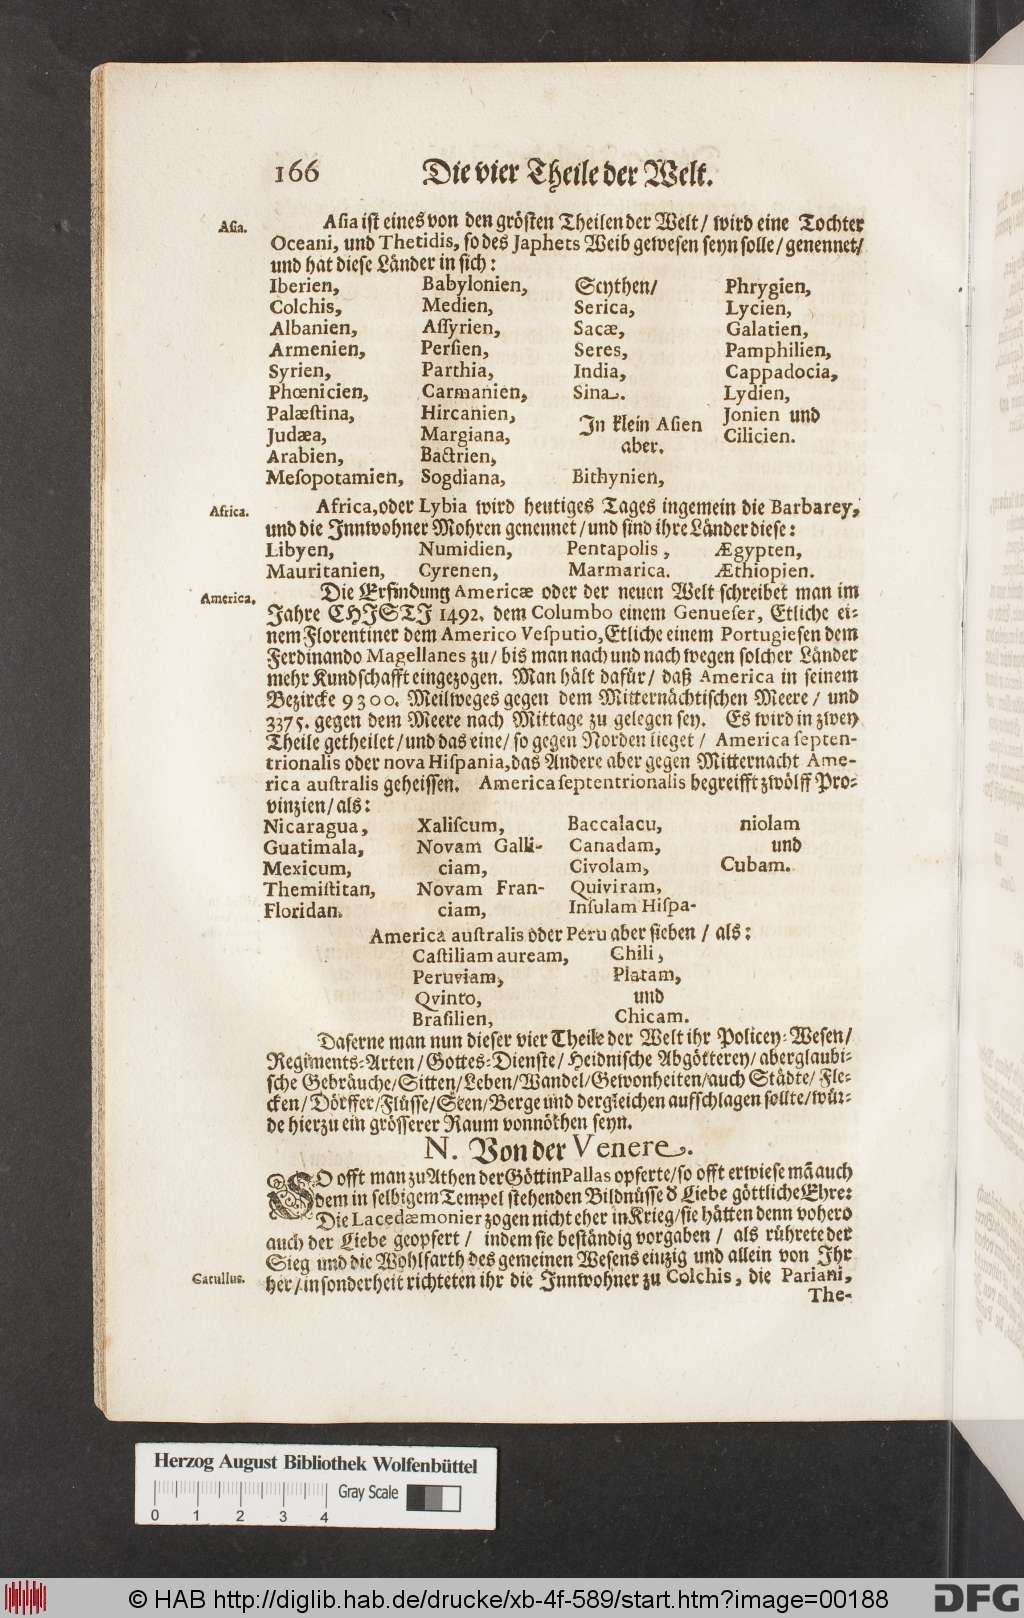 166 Die vier Theile der Welt.
Asia. Asia ist eines von den grösten Theilen der Welt / wird eine Tochter
Oceani, und Thetidis, so des Japhets Weib gewesen seyn solle / genennet /
und hat diese Länder in sich :
Iberien, Babylonien, Scythen / Phrygien,
Colchis, Medien, Serica, Lycien,
Albanien, Assyrien, Sacæ, Galatien,
Armenien, Persien, Seres, Pamphilien,
Syrien, Parthia, India, Cappadocia,
Phœnicien, Carmanien, Sina. Lydien,
Palæstina, Hircanien, In klein Asien Jonien und
Judæa, Margiana, aber. Cilicien.
Arabien, Bactrien,
Mesopotamien, Sogdiana, Bithynien,
Africa. Africa, oder Lybia wird heutiges Tages ingemein die Barbarey,
und die Innwohner Mohren genennet / und sind ihre Länder diese :
Libyen, Numidien, Pentapolis, Ægypten,
Mauritanien, Cyrenen, Marmarica. Æthiopien.
America. Die Erfindung Americæ oder der neuen Welt schreibet man im
Jahre CHJSTJ 1492. dem Columbo einem Genueser, Etliche ei-
nem Florentiner dem Americo Vesputio, Etliche einem Portugiesen dem
Ferdinando Magellanes zu / bis man nach und nach wegen solcher Länder
mehr Kundschafft eingezogen. Man hält dafür / daß America in seinem
Bezircke 9300. Meilweges gegen dem Mitternächtischen Meere / und
3375. gegen dem Meere nach Mittage zu gelegen sey. Es wird in zwey
Theile getheilet / und das eine / so gegen Norden lieget / America septen-
trionalis oder nova Hispania, das Andere aber gegen Mitternacht Ame-
rica australis geheissen. America septentrionalis begreifft zwölff Pro-
vinzien / als :
Nicaragua, Xaliscum, Baccalacu, niolam
Guatimala, Novam Galli- Canadam, und
Mexicum, ciam, Civolam, Cubam.
Themistitan, Novam Fran- Quiviram,
Floridan. ciam, Insulam Hispa-
America australis oder Peru aber sieben / als :
Castiliam auream, Chili,
Peruviam, Platam,
Qvinto, und
Brasilien, Chicam.
Daferne man nun dieser vier Theile der Welt ihr Policey-Wesen /
Regiments-Arten / Gottes-Dienste / Heidnische Abgötterey / aberglaubi-
sche Gebräuche / Sitten / Leben / Wandel / Gewonheiten / auch Städte / Fle-
cken / Dörffer / Flüsse / Seen / Berge und dergleichen aufschlagen sollte / wür-
de hierzu ein grösserer Raum vonnöthen seyn.
N. Von der Venere.
SO offt man zu Athen der Göttin Pallas opferte / so offt erwiese mā auch
dem in selbigem Tempel stehenden Bildnüsse d Liebe göttliche Ehre:
Die Lacedæmonier zogen nicht eher in Krieg / sie hätten denn vohero
auch der Liebe geopfert / indem sie beständig vorgaben / als rührete der
Sieg und die Wohlfarth des gemeinen Wesens einzig und allein von Ihr
Catullus. her / insonderheit richteten ihr die Innwohner zu Colchis, die Pariani,
The-
Herzog August Bibliothek Wolfenbüttel
Gray Scale
0 1 2 3 4
© HAB http://diglib.hab.de/drucke/xb-4f-589/start.htm?image=00188 DFG